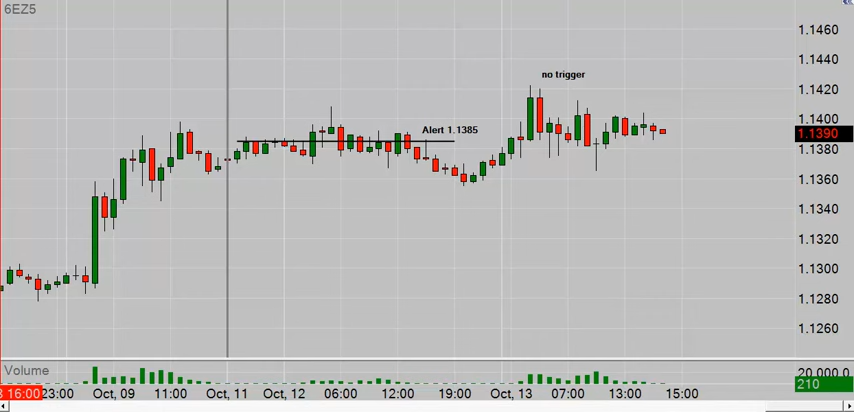 6EZ5
1.1460
1.1440
no trigger
1.1420
1.1400
Alert 1.1385
1.1390
1.1380
1.1360
1.1340
1.1320
1.1300
1.1280
1.1260
Volume
20 000.0
210
16:00 23:00 Oct, 09 11:00 Oct, 11 Oct, 12 06:00 12:00 19:00 Oct, 13 07:00 13:00 15:00